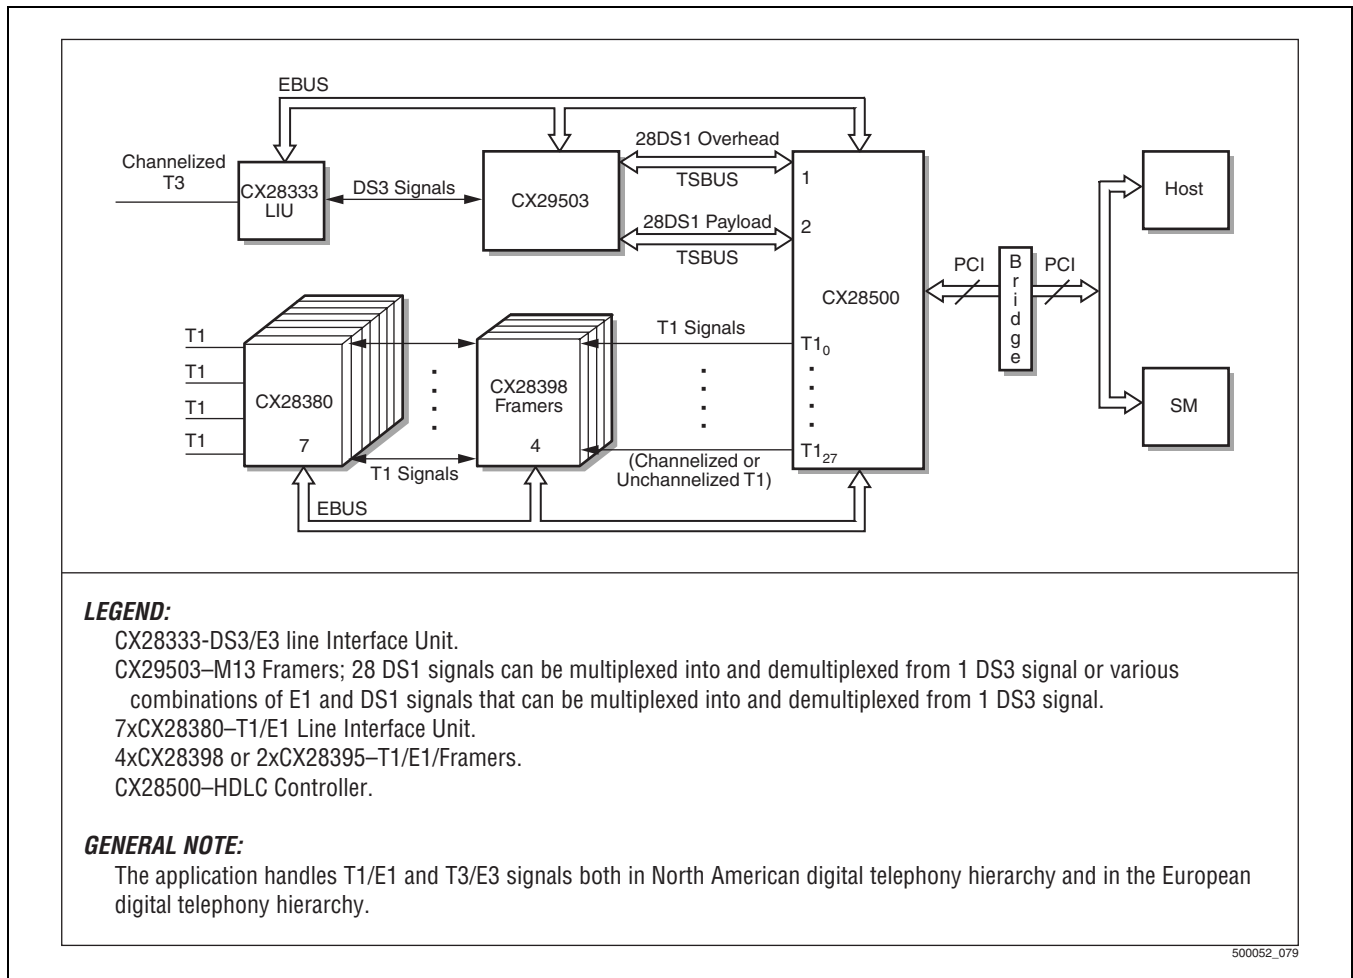 EBUS
28DS1 Overhead
TSBUS
Channelized
T3
CX28333
LIU
DS3 Signals
CX29503
28DS1 Payload
TSBUS
1
2
CX28500
PCI
Bridge
PCI
Host
SM
T1
T1
T1
T1
CX28380
7
T1 Signals
CX28398
Framers
4
T1 Signals
(Channelized or
Unchannelized T1)
T1₀
T1₂₇
EBUS
LEGEND:
CX28333-DS3/E3 line Interface Unit.
CX29503–M13 Framers; 28 DS1 signals can be multiplexed into and demultiplexed from 1 DS3 signal or various
combinations of E1 and DS1 signals that can be multiplexed into and demultiplexed from 1 DS3 signal.
7xCX28380–T1/E1 Line Interface Unit.
4xCX28398 or 2xCX28395–T1/E1/Framers.
CX28500–HDLC Controller.
GENERAL NOTE:
The application handles T1/E1 and T3/E3 signals both in North American digital telephony hierarchy and in the European
digital telephony hierarchy.
500052_079